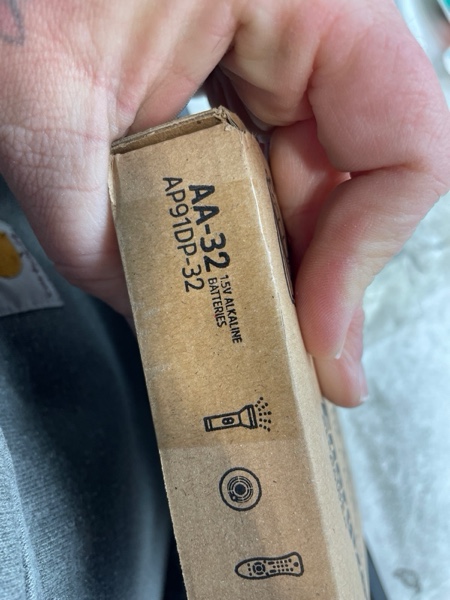 AA-32
1.5V ALKALINE
BATTERIES
AP91DP-32